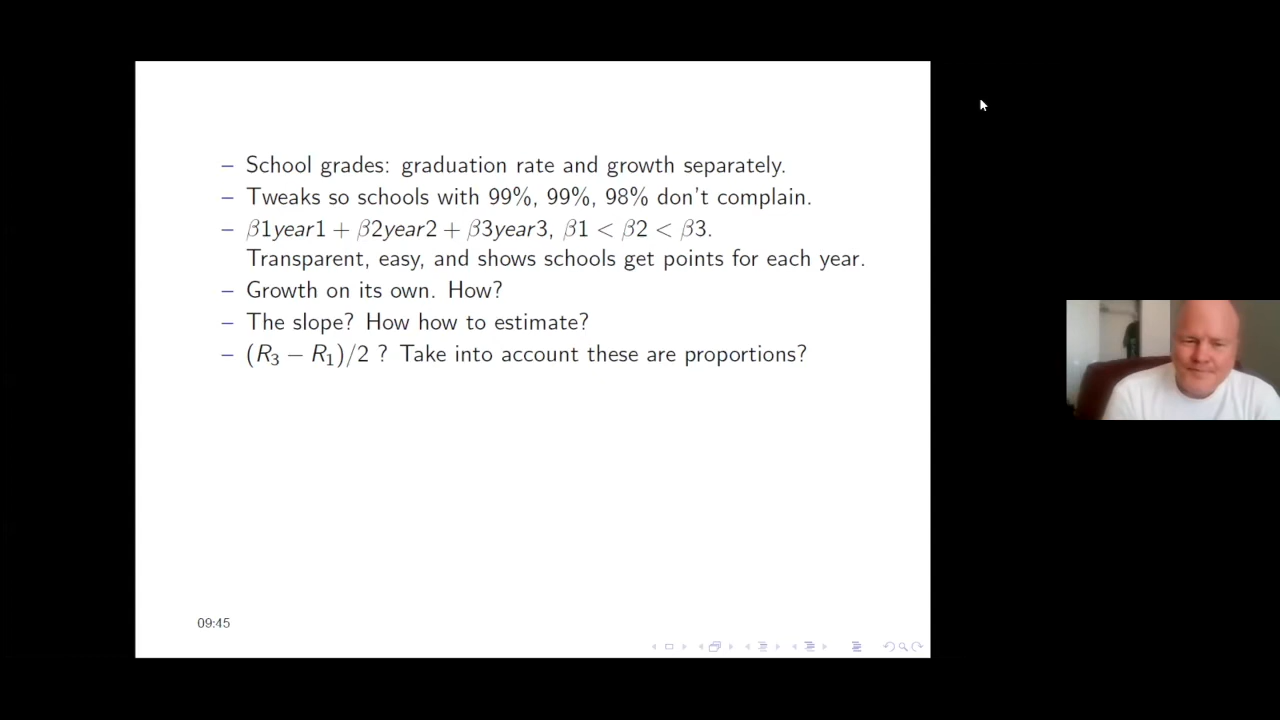 – School grades: graduation rate and growth separately.
– Tweaks so schools with 99%, 99%, 98% don't complain.
– β1year1 + β2year2 + β3year3, β1 < β2 < β3.
Transparent, easy, and shows schools get points for each year.
– Growth on its own. How?
– The slope? How how to estimate?
– (R₃ − R₁)/2 ? Take into account these are proportions?
09:45